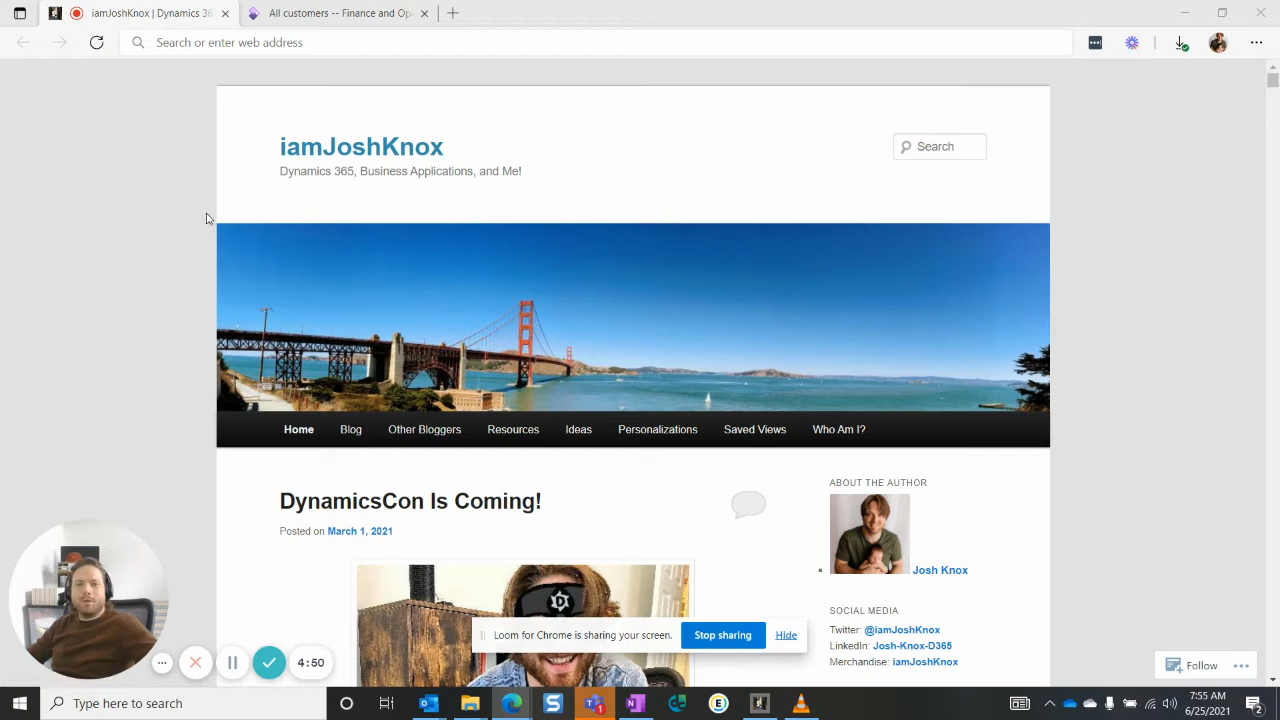 iamJoshKnox | Dynamics 36
All customers -- Finance and Op
Search or enter web address
iamJoshKnox
Dynamics 365, Business Applications, and Me!
Search
Home
Blog
Other Bloggers
Resources
Ideas
Personalizations
Saved Views
Who Am I?
DynamicsCon Is Coming!
Posted on March 1, 2021
ABOUT THE AUTHOR
Josh Knox
SOCIAL MEDIA
Twitter: @iamJoshKnox
LinkedIn: Josh-Knox-D365
Merchandise: iamJoshKnox
D
Loom for Chrome is sharing your screen.
Stop sharing
Hide
4:50
Follow
Type here to search
S
1
N
E
7:55 AM
6/25/2021
2